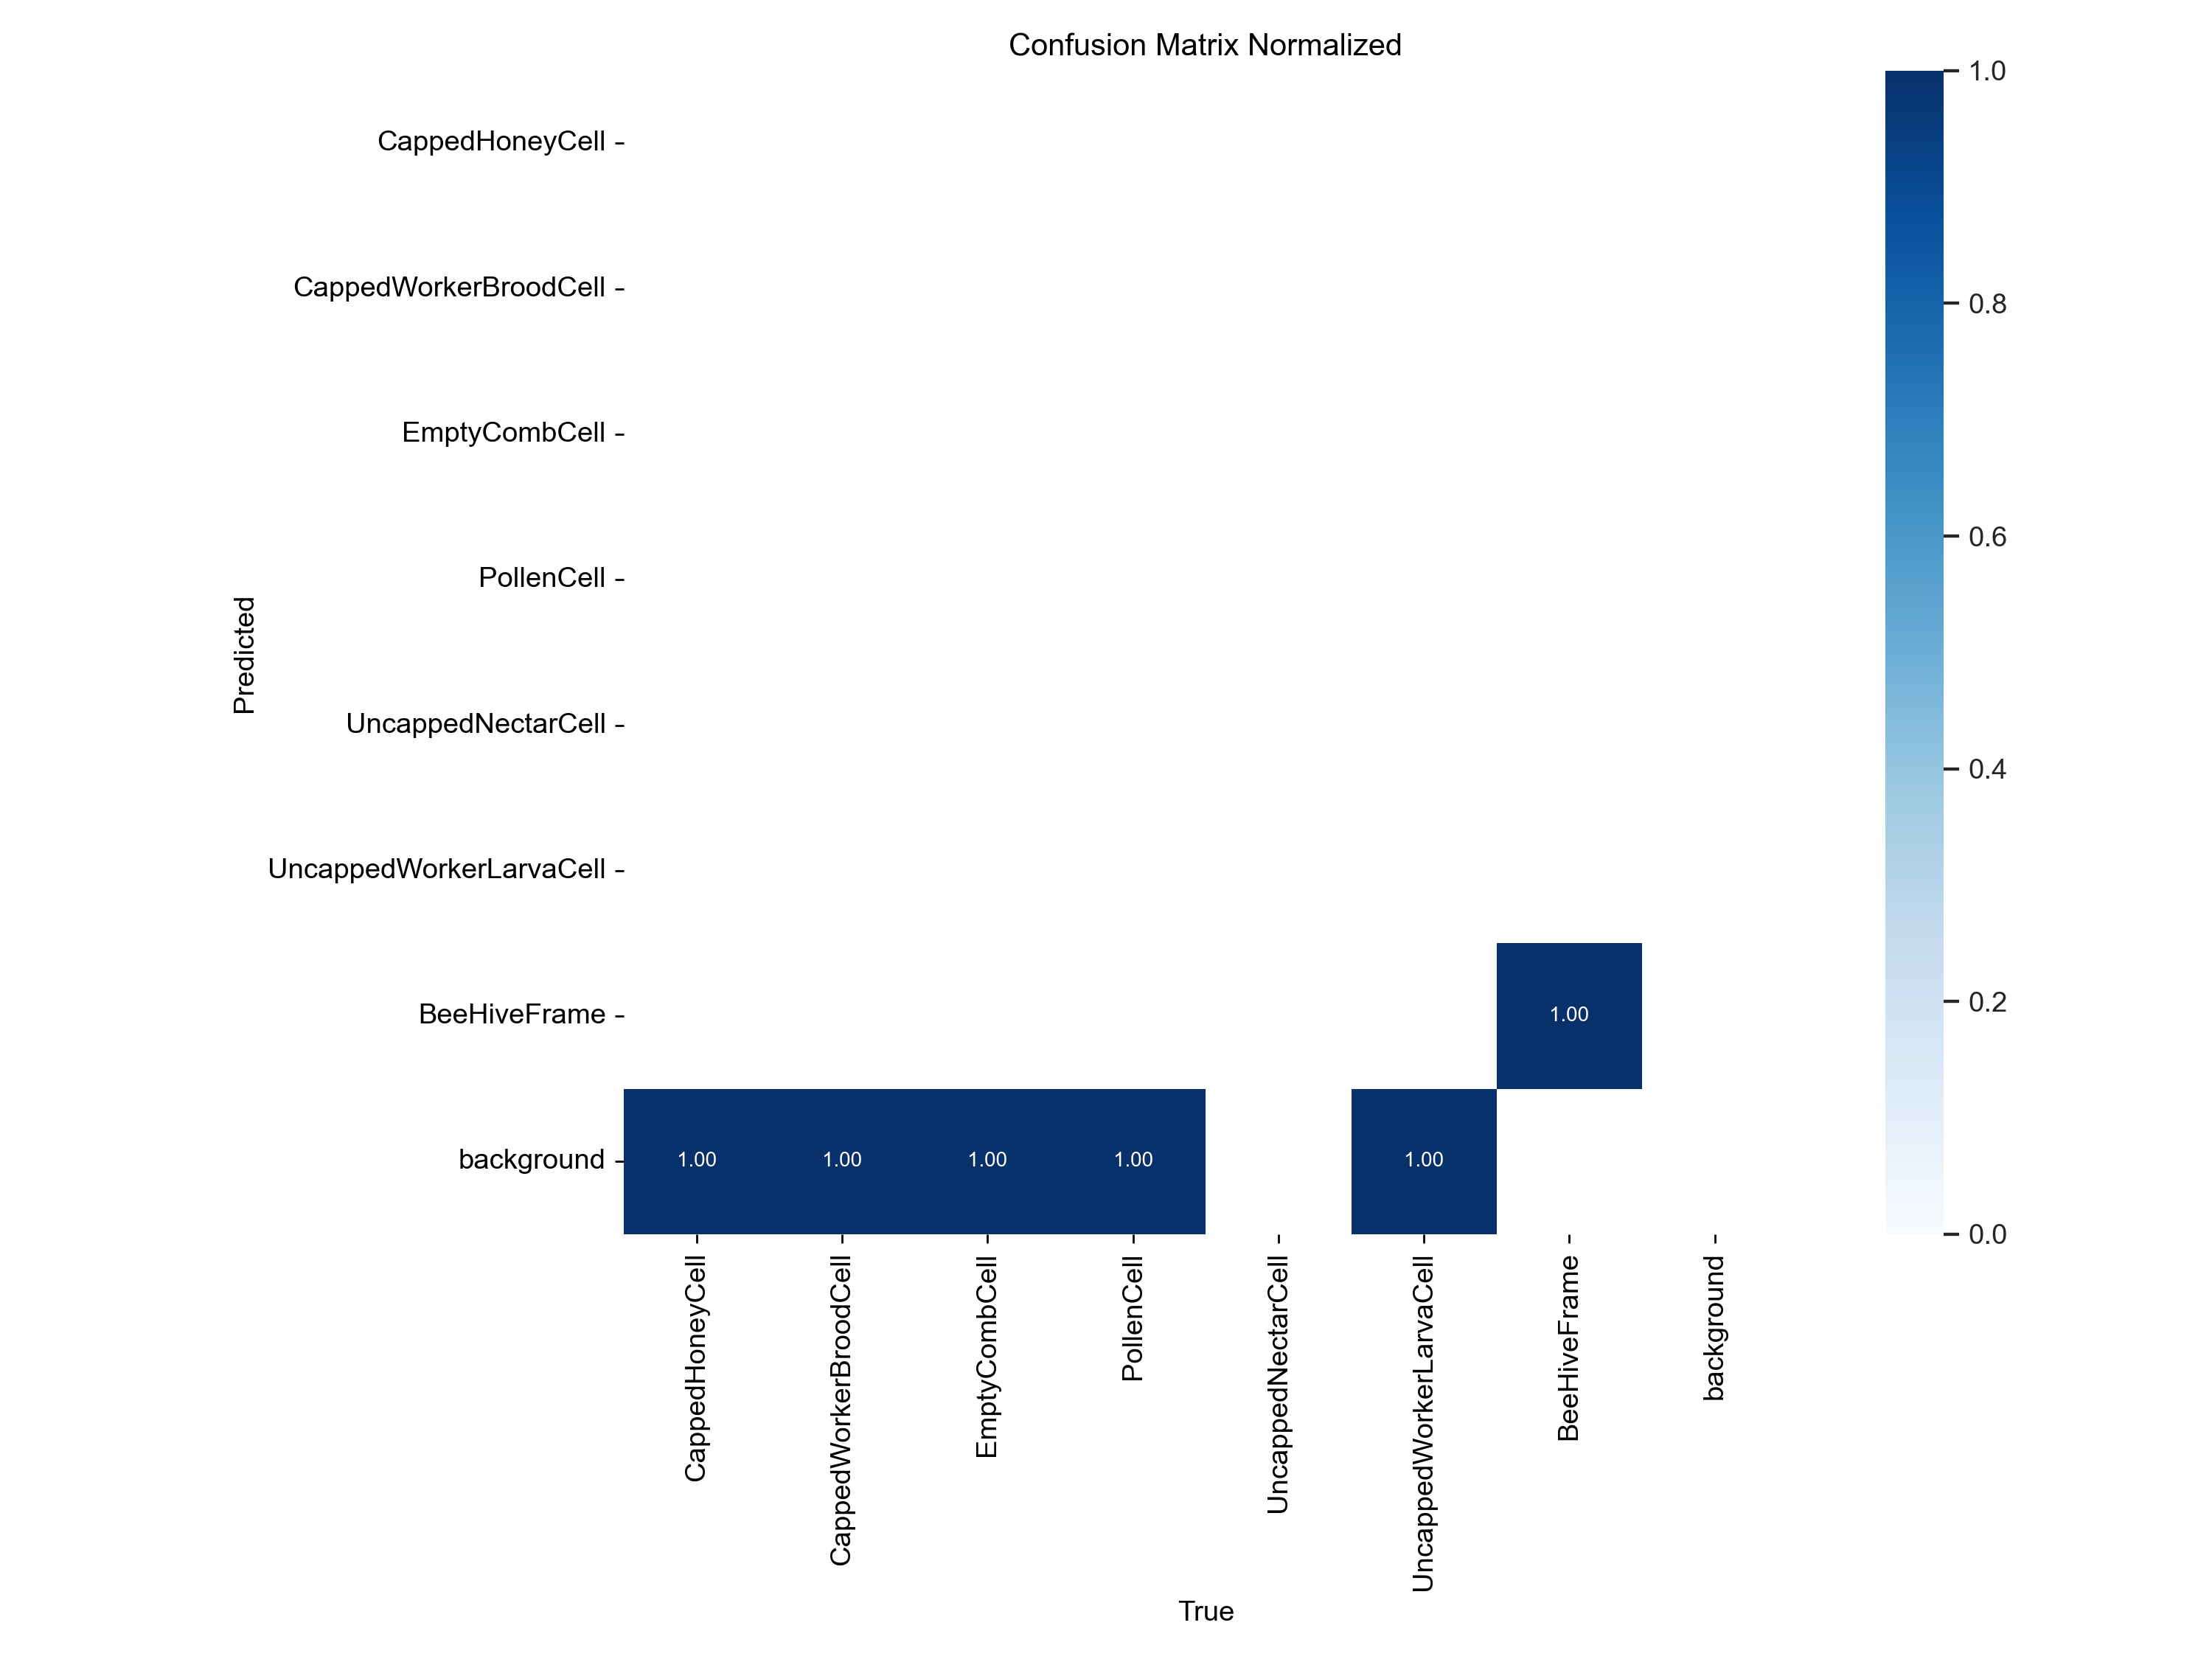 Confusion Matrix Normalized
CappedHoneyCell
CappedWorkerBroodCell
EmptyCombCell
PollenCell
UncappedNectarCell
UncappedWorkerLarvaCell
BeeHiveFrame
background
Predicted
1.00
1.00 1.00 1.00 1.00 1.00
CappedHoneyCell
CappedWorkerBroodCell
EmptyCombCell
PollenCell
UncappedNectarCell
UncappedWorkerLarvaCell
BeeHiveFrame
background
True
1.0
0.8
0.6
0.4
0.2
0.0